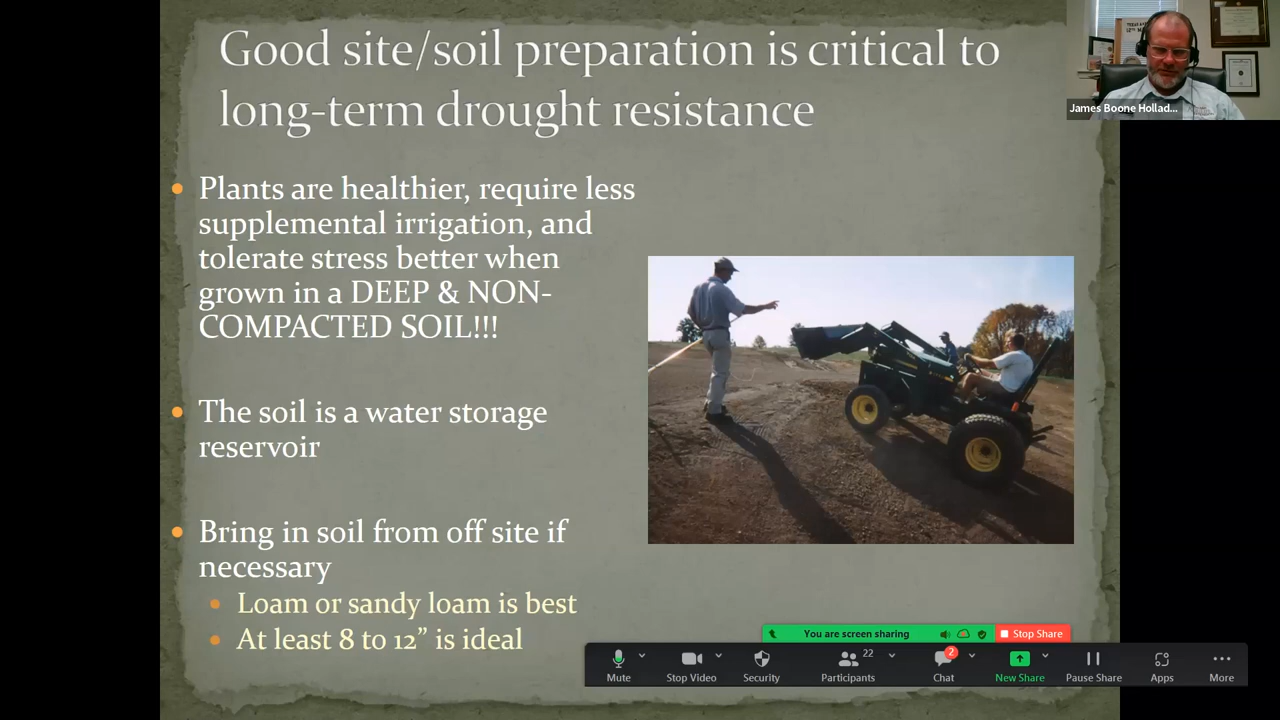 Good site/soil preparation is critical to
long-term drought resistance
James Boone Hollad...
• Plants are healthier, require less
supplemental irrigation, and
tolerate stress better when
grown in a DEEP & NON-
COMPACTED SOIL!!!
• The soil is a water storage
reservoir
• Bring in soil from off site if
necessary
• Loam or sandy loam is best
• At least 8 to 12” is ideal
You are screen sharing
Stop Share
22
2
Mute
Stop Video
Security
Participants
Chat
New Share
Pause Share
Apps
More